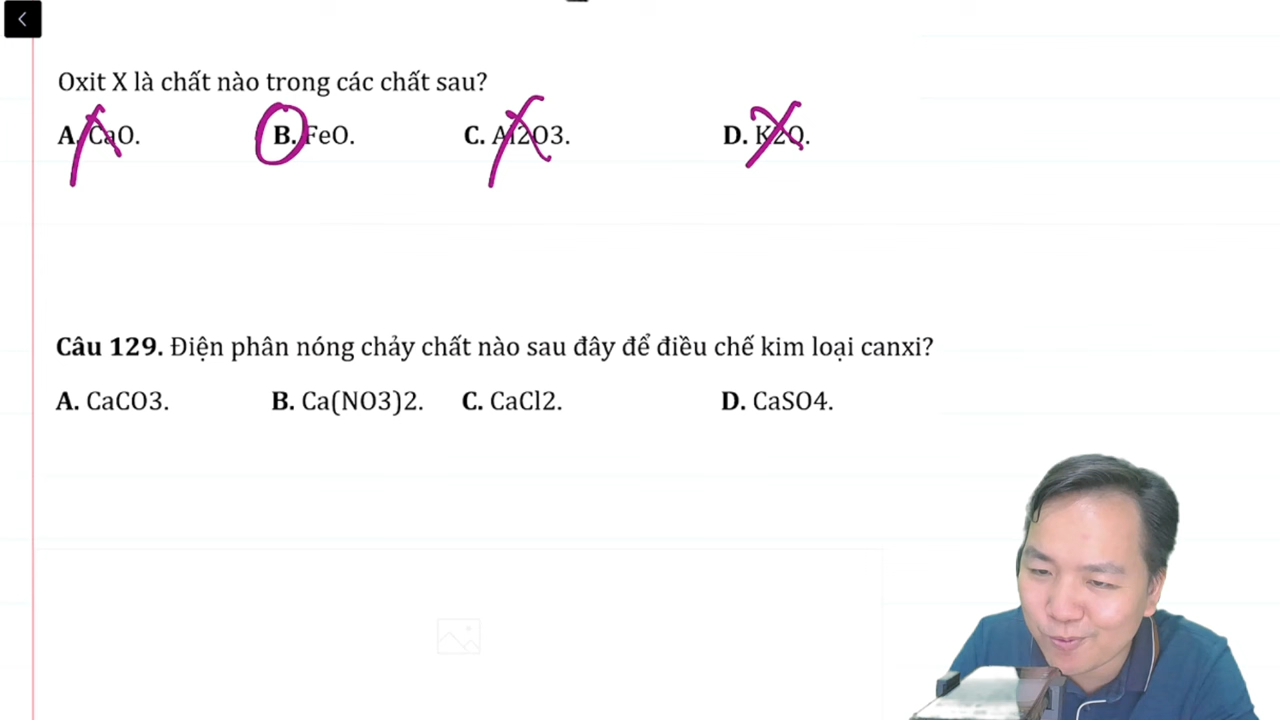 Oxit X là chất nào trong các chất sau?
A. CaO. B. FeO. C. Al2O3. D. K2O.
Câu 129. Điện phân nóng chảy chất nào sau đây để điều chế kim loại canxi?
A. CaCO3. B. Ca(NO3)2. C. CaCl2. D. CaSO4.